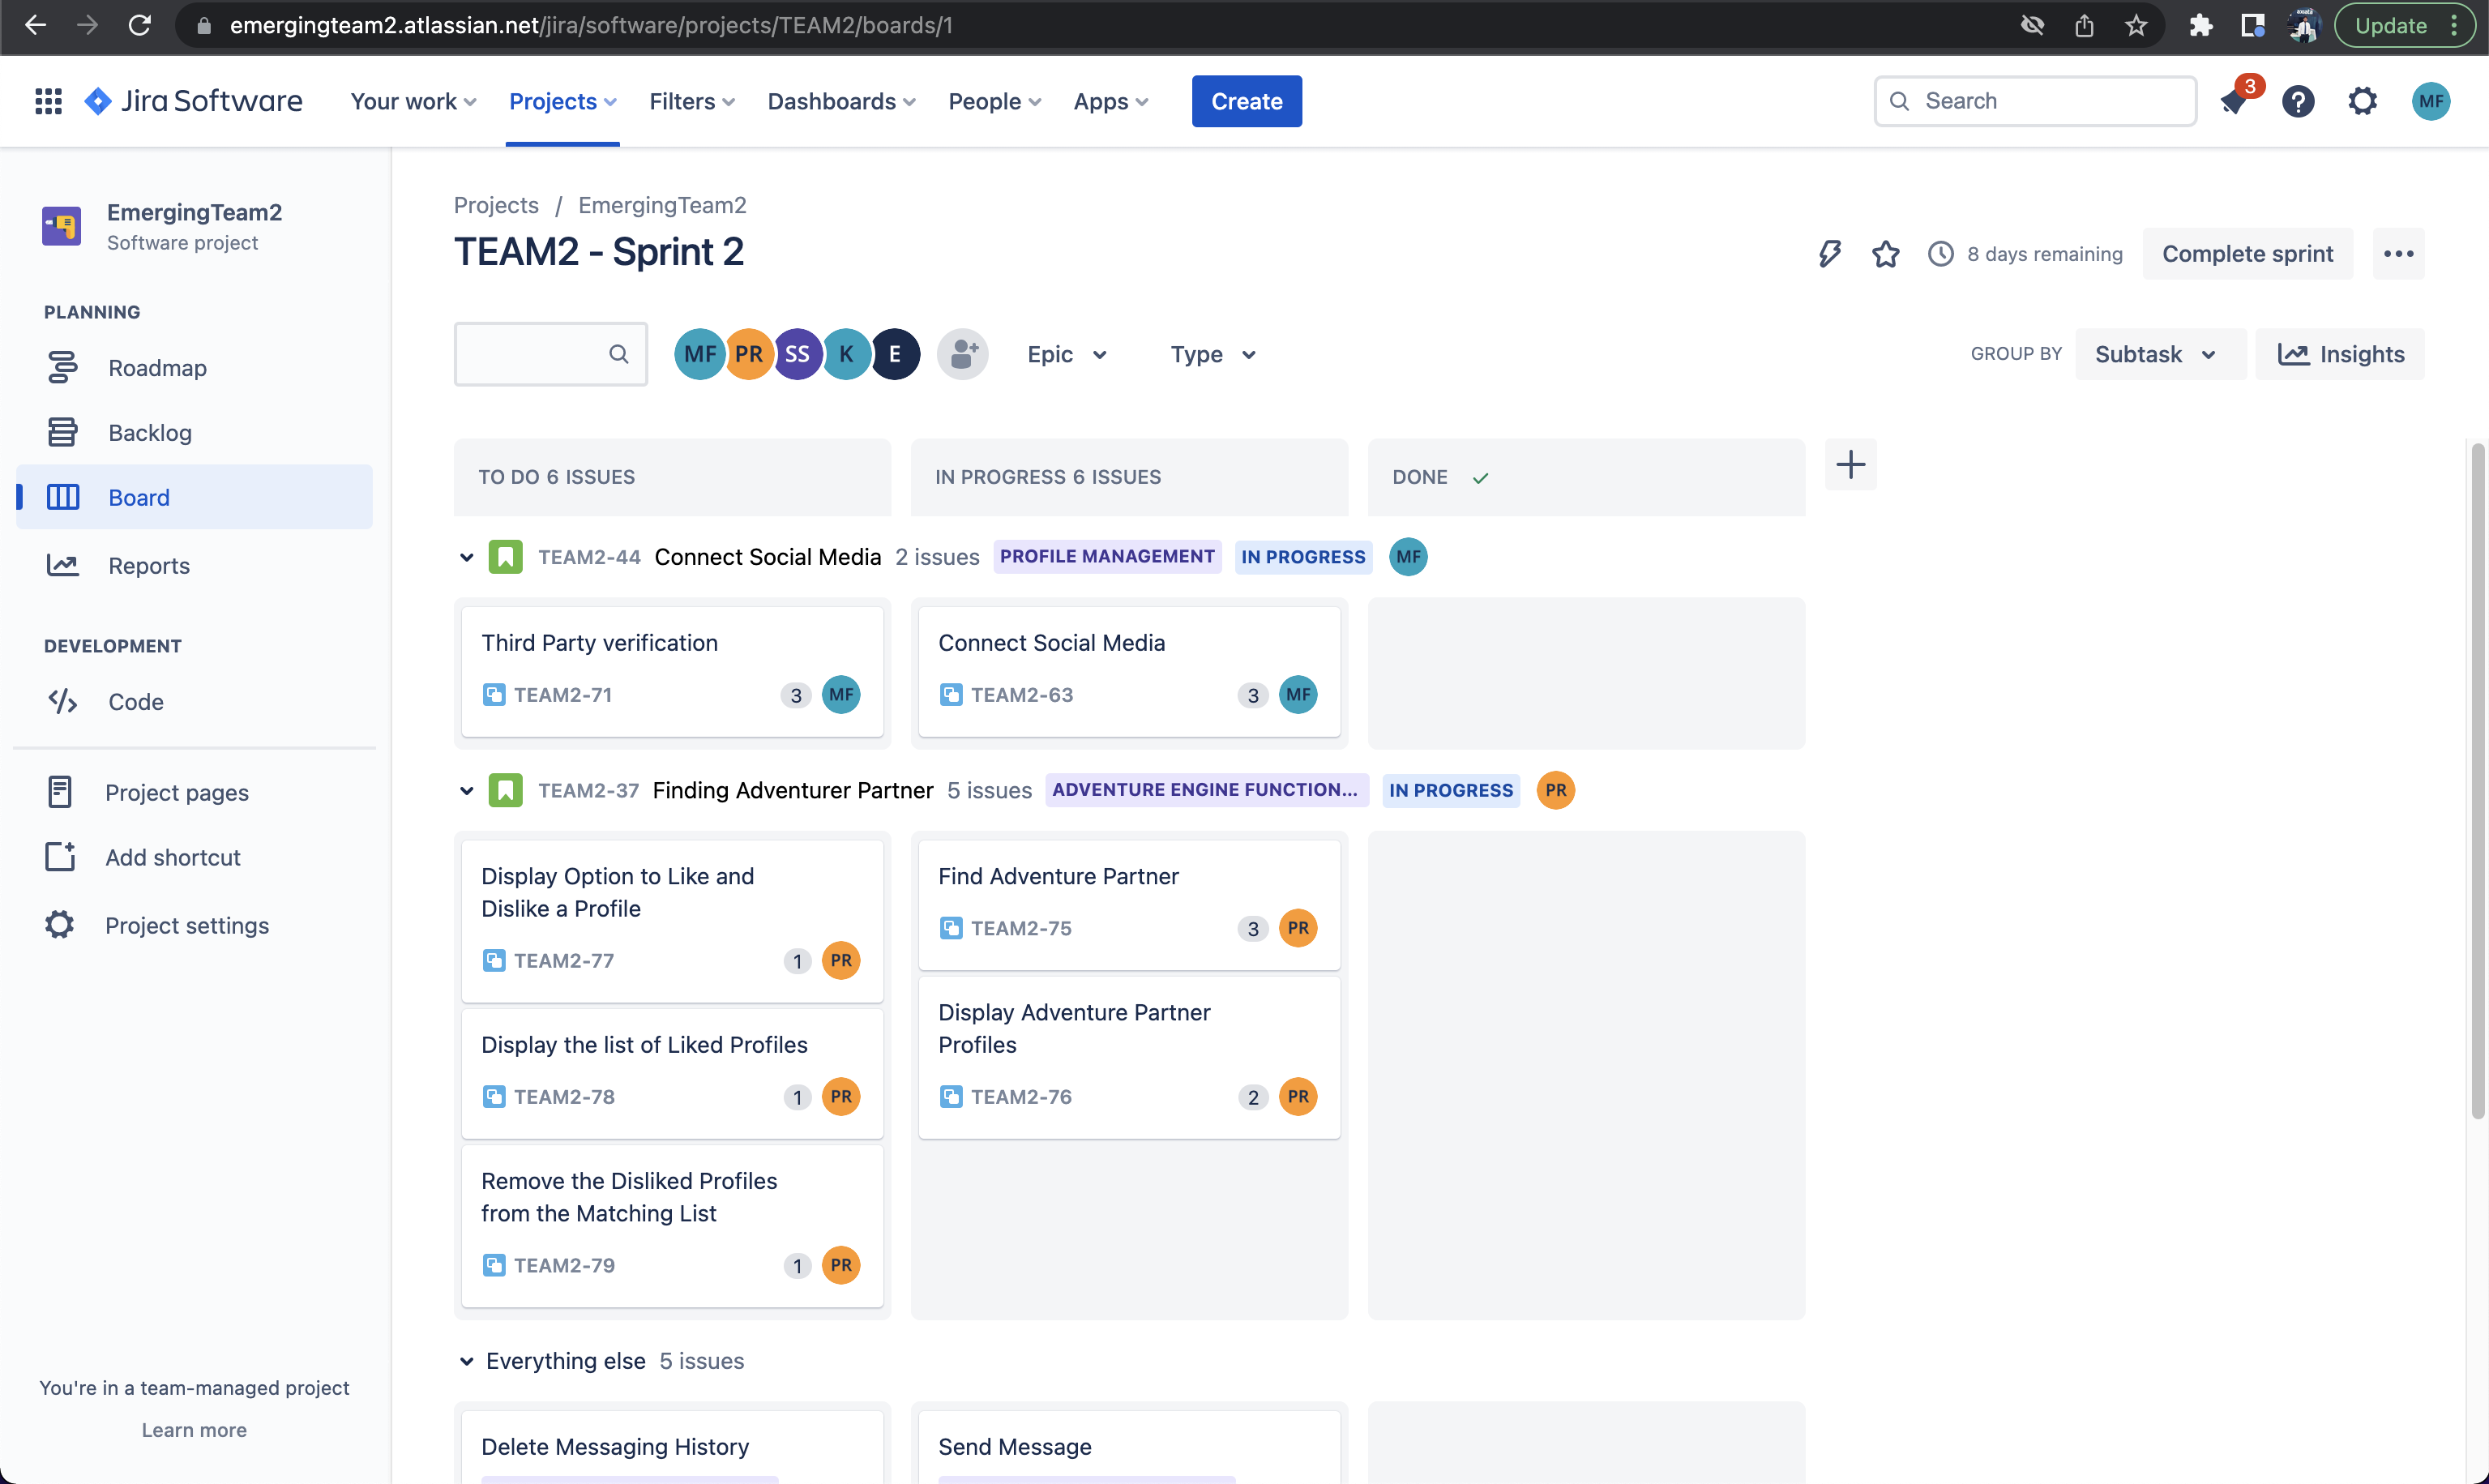 emergingteam2.atlassian.net/jira/software/projects/TEAM2/boards/1
Update
Jira Software
Your work
Projects
Filters
Dashboards
People
Apps
Create
Search
3
MF
EmergingTeam2
Software project
PLANNING
Roadmap
Backlog
Board
Reports
DEVELOPMENT
Code
Project pages
Add shortcut
Project settings
You're in a team-managed project
Learn more
Projects / EmergingTeam2
TEAM2 - Sprint 2
8 days remaining
Complete sprint
MF PR SS K E
Epic
Type
GROUP BY
Subtask
Insights
TO DO 6 ISSUES
IN PROGRESS 6 ISSUES
DONE
TEAM2-44 Connect Social Media 2 issues PROFILE MANAGEMENT IN PROGRESS MF
Third Party verification
TEAM2-71 3 MF
Connect Social Media
TEAM2-63 3 MF
TEAM2-37 Finding Adventurer Partner 5 issues ADVENTURE ENGINE FUNCTION... IN PROGRESS PR
Display Option to Like and
Dislike a Profile
TEAM2-77 1 PR
Display the list of Liked Profiles
TEAM2-78 1 PR
Remove the Disliked Profiles
from the Matching List
TEAM2-79 1 PR
Find Adventure Partner
TEAM2-75 3 PR
Display Adventure Partner
Profiles
TEAM2-76 2 PR
Everything else 5 issues
Delete Messaging History
Send Message